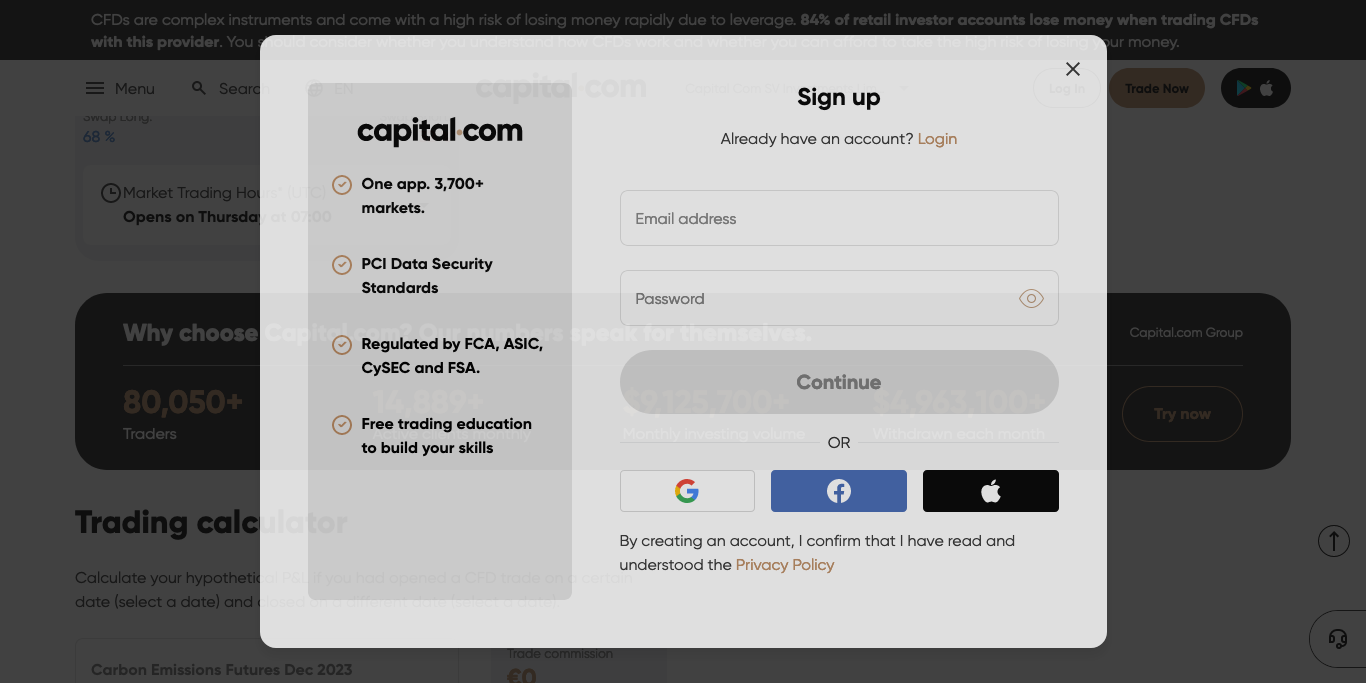 CFDs are complex instruments and come with a high risk of losing money rapidly due to leverage. 84% of retail investor accounts lose money when trading CFDs
with this provider. You should consider whether you understand how CFDs work and whether you can afford to take the high risk of losing your money.
Menu
Search
EN
capital.com
Log In
Trade Now
Swap Long:
68 %
Market Trading Hours* (UTC)
Opens on Thursday at 07:00
capital.com
One app. 3,700+
markets.
PCI Data Security
Standards
Regulated by FCA, ASIC,
CySEC and FSA.
Free trading education
to build your skills
Sign up
Already have an account? Login
Email address
Password
Continue
OR
By creating an account, I confirm that I have read and
understood the Privacy Policy
Why choose Capital.com? Our numbers speak for themselves.
Capital.com Group
80,050+
Traders
$9,125,700+
Monthly investing volume
$4,963,100+
Withdrawn each month
Try now
Trading calculator
Calculate your hypothetical P&L if you had opened a CFD trade on a certain
date (select a date) and closed on a different date (select a date)
Carbon Emissions Futures Dec 2023
Trade commission
€0